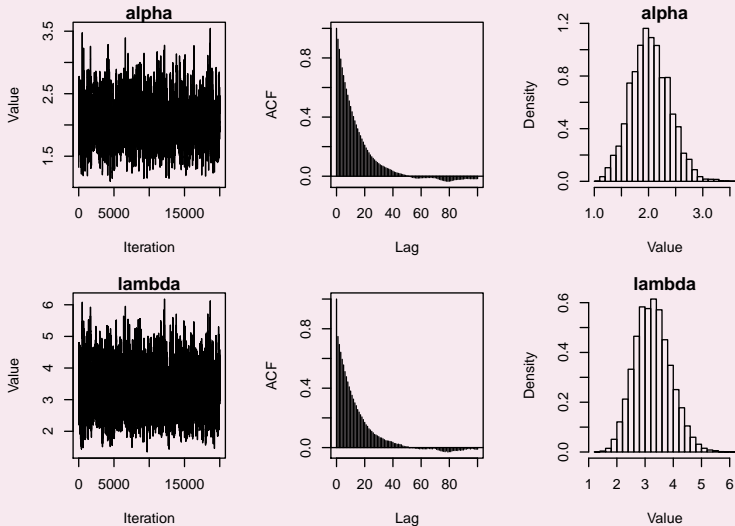 alpha
Value
1.5 2.5 3.5
0 5000 15000
Iteration
ACF
0.0 0.4 0.8
0 20 40 60 80
Lag
alpha
Density
0.0 0.4 0.8 1.2
1.0 2.0 3.0
Value
lambda
Value
2 3 4 5 6
0 5000 15000
Iteration
ACF
0.0 0.4 0.8
0 20 40 60 80
Lag
lambda
Density
0.0 0.2 0.4 0.6
1 2 3 4 5 6
Value